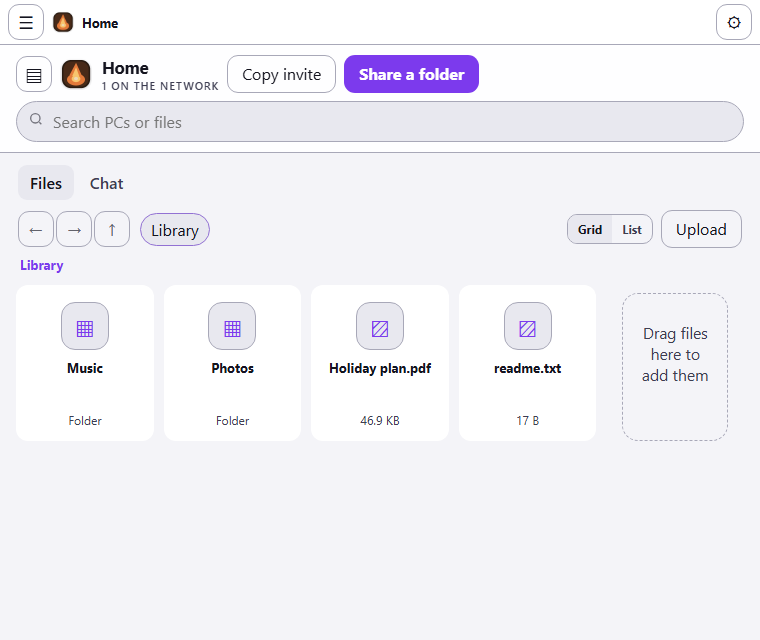 Home
Home
1 ON THE NETWORK
Copy invite
Share a folder
Search PCs or files
Files
Chat
Library
Grid
List
Upload
Library
Music
Folder
Photos
Folder
Holiday plan.pdf
46.9 KB
readme.txt
17 B
Drag files
here to
add them